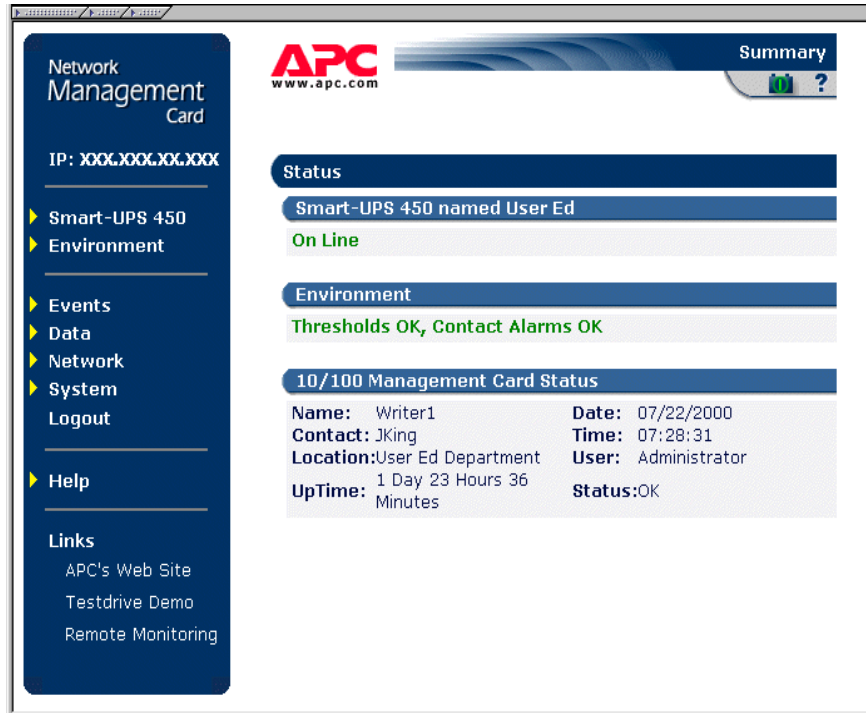 Network
Management
Card
IP: XXX.XXX.XX.XXX
Smart-UPS 450
Environment
Events
Data
Network
System
Logout
Help
Links
APC's Web Site
Testdrive Demo
Remote Monitoring
APC
www.apc.com
Summary
?
Status
Smart-UPS 450 named User Ed
On Line
Environment
Thresholds OK, Contact Alarms OK
10/100 Management Card Status
Name: Writer1 Date: 07/22/2000
Contact: JKing Time: 07:28:31
Location:User Ed Department User: Administrator
UpTime: 1 Day 23 Hours 36 Minutes Status:OK